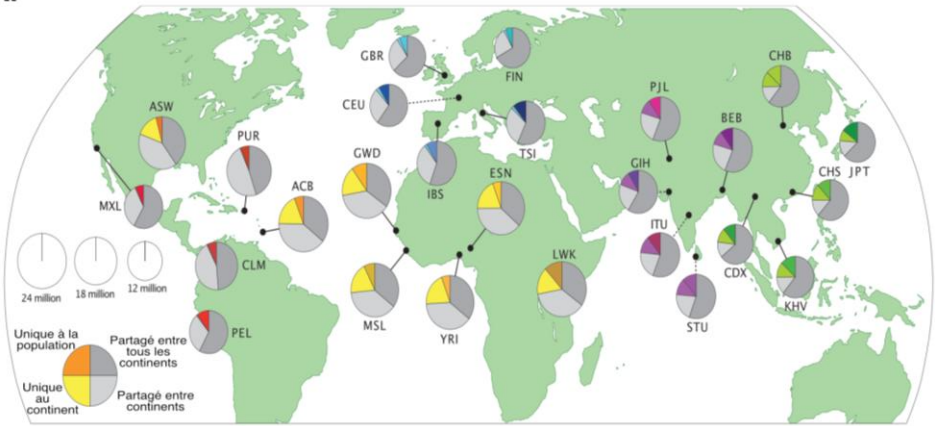 GBR
FIN
CHB
CEU
PJL
ASW
PUR
BEB
TSI
JPT
GWD
ESN
GIH
CHS
IBS
ACB
MXL
ITU
LWK
CLM
CDX
KHV
24 million
18 million
12 million
MSL
STU
PEL
YRI
Unique à la
population
Partagé entre
tous les
continents
Unique
au
continent
Partagé entre
continents